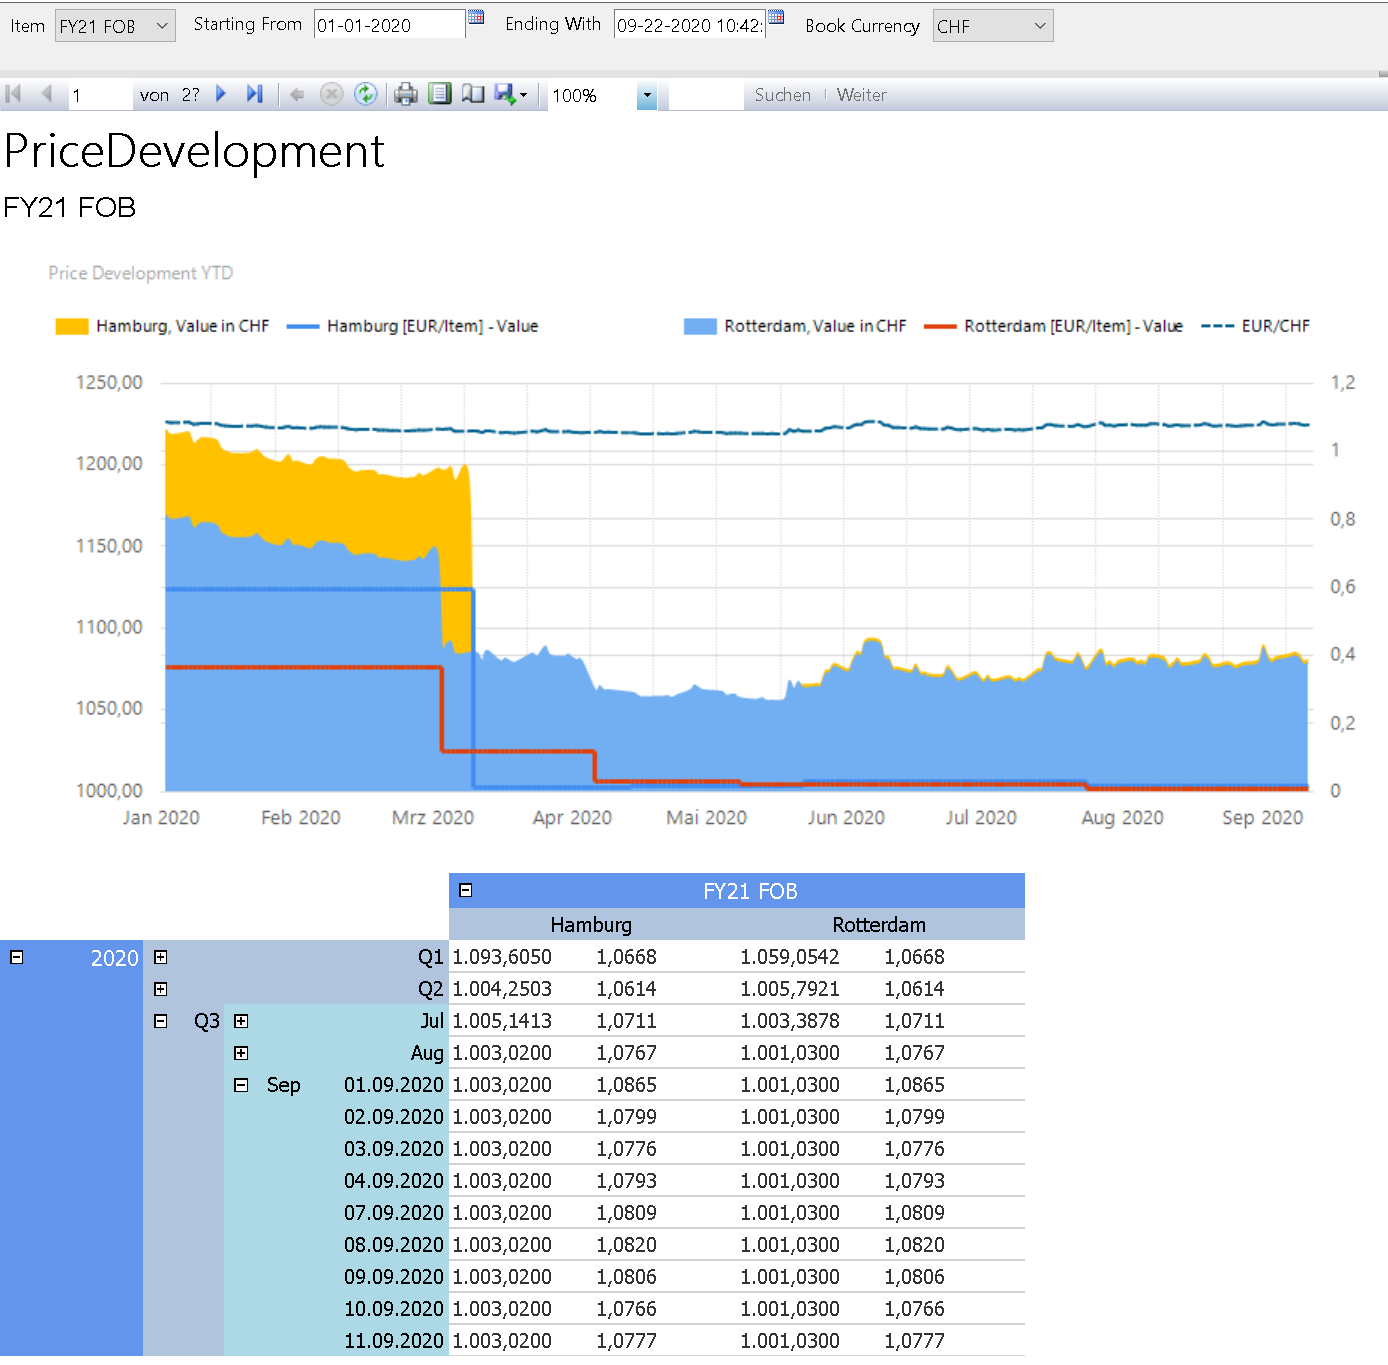 Item FY21 FOB Starting From 01-01-2020 Ending With 09-22-2020 10:42: Book Currency CHF
1 von 2? 100% Suchen Weiter
PriceDevelopment
FY21 FOB
Price Development YTD
Hamburg, Value in CHF Hamburg [EUR/Item] - Value Rotterdam, Value in CHF Rotterdam [EUR/Item] - Value EUR/CHF
1250,00 1,2
1200,00 1
1150,00 0,8
1100,00 0,6
1050,00 0,4
1000,00 0,2
0
Jan 2020 Feb 2020 Mrz 2020 Apr 2020 Mai 2020 Jun 2020 Jul 2020 Aug 2020 Sep 2020
FY21 FOB
Hamburg Rotterdam
2020 Q1 1.093,6050 1,0668 1.059,0542 1,0668
Q2 1.004,2503 1,0614 1.005,7921 1,0614
Q3 Jul 1.005,1413 1,0711 1.003,3878 1,0711
Aug 1.003,0200 1,0767 1.001,0300 1,0767
Sep 01.09.2020 1.003,0200 1,0865 1.001,0300 1,0865
02.09.2020 1.003,0200 1,0799 1.001,0300 1,0799
03.09.2020 1.003,0200 1,0776 1.001,0300 1,0776
04.09.2020 1.003,0200 1,0793 1.001,0300 1,0793
07.09.2020 1.003,0200 1,0809 1.001,0300 1,0809
08.09.2020 1.003,0200 1,0820 1.001,0300 1,0820
09.09.2020 1.003,0200 1,0806 1.001,0300 1,0806
10.09.2020 1.003,0200 1,0766 1.001,0300 1,0766
11.09.2020 1.003,0200 1,0777 1.001,0300 1,0777